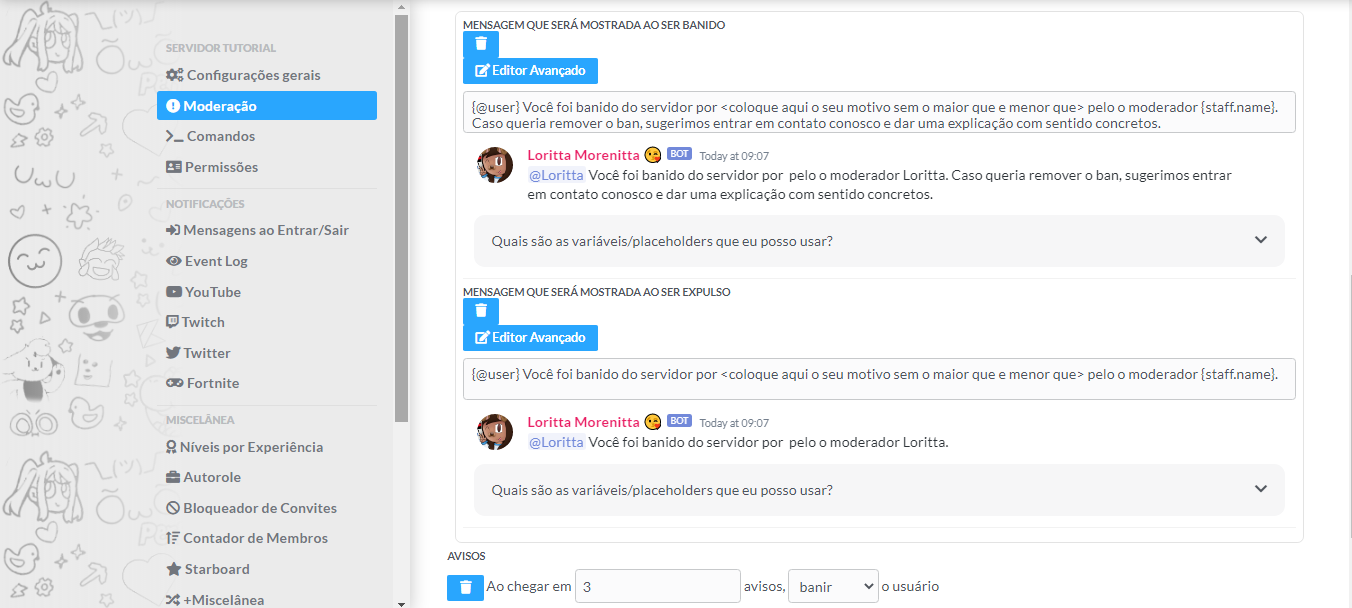 SERVIDOR TUTORIAL
Configurações gerais
Moderação
Comandos
Permissões
NOTIFICAÇÕES
Mensagens ao Entrar/Sair
Event Log
YouTube
Twitch
Twitter
Fortnite
MISCELÂNEA
Níveis por Experiência
Autorole
Bloqueador de Convites
Contador de Membros
Starboard
+Miscelânea
MENSAGEM QUE SERÁ MOSTRADA AO SER BANIDO
Editor Avançado
{@user} Você foi banido do servidor por <coloque aqui o seu motivo sem o maior que e menor que> pelo o moderador {staff.name}.
Caso queria remover o ban, sugerimos entrar em contato conosco e dar uma explicação com sentido concretos.
Loritta Morenitta 😘 BOT Today at 09:07
@Loritta Você foi banido do servidor por pelo o moderador Loritta. Caso queria remover o ban, sugerimos entrar
em contato conosco e dar uma explicação com sentido concretos.
Quais são as variáveis/placeholders que eu posso usar?
MENSAGEM QUE SERÁ MOSTRADA AO SER EXPULSO
Editor Avançado
{@user} Você foi banido do servidor por <coloque aqui o seu motivo sem o maior que e menor que> pelo o moderador {staff.name}.
Loritta Morenitta 😘 BOT Today at 09:07
@Loritta Você foi banido do servidor por pelo o moderador Loritta.
Quais são as variáveis/placeholders que eu posso usar?
AVISOS
Ao chegar em 3 avisos, banir o usuário